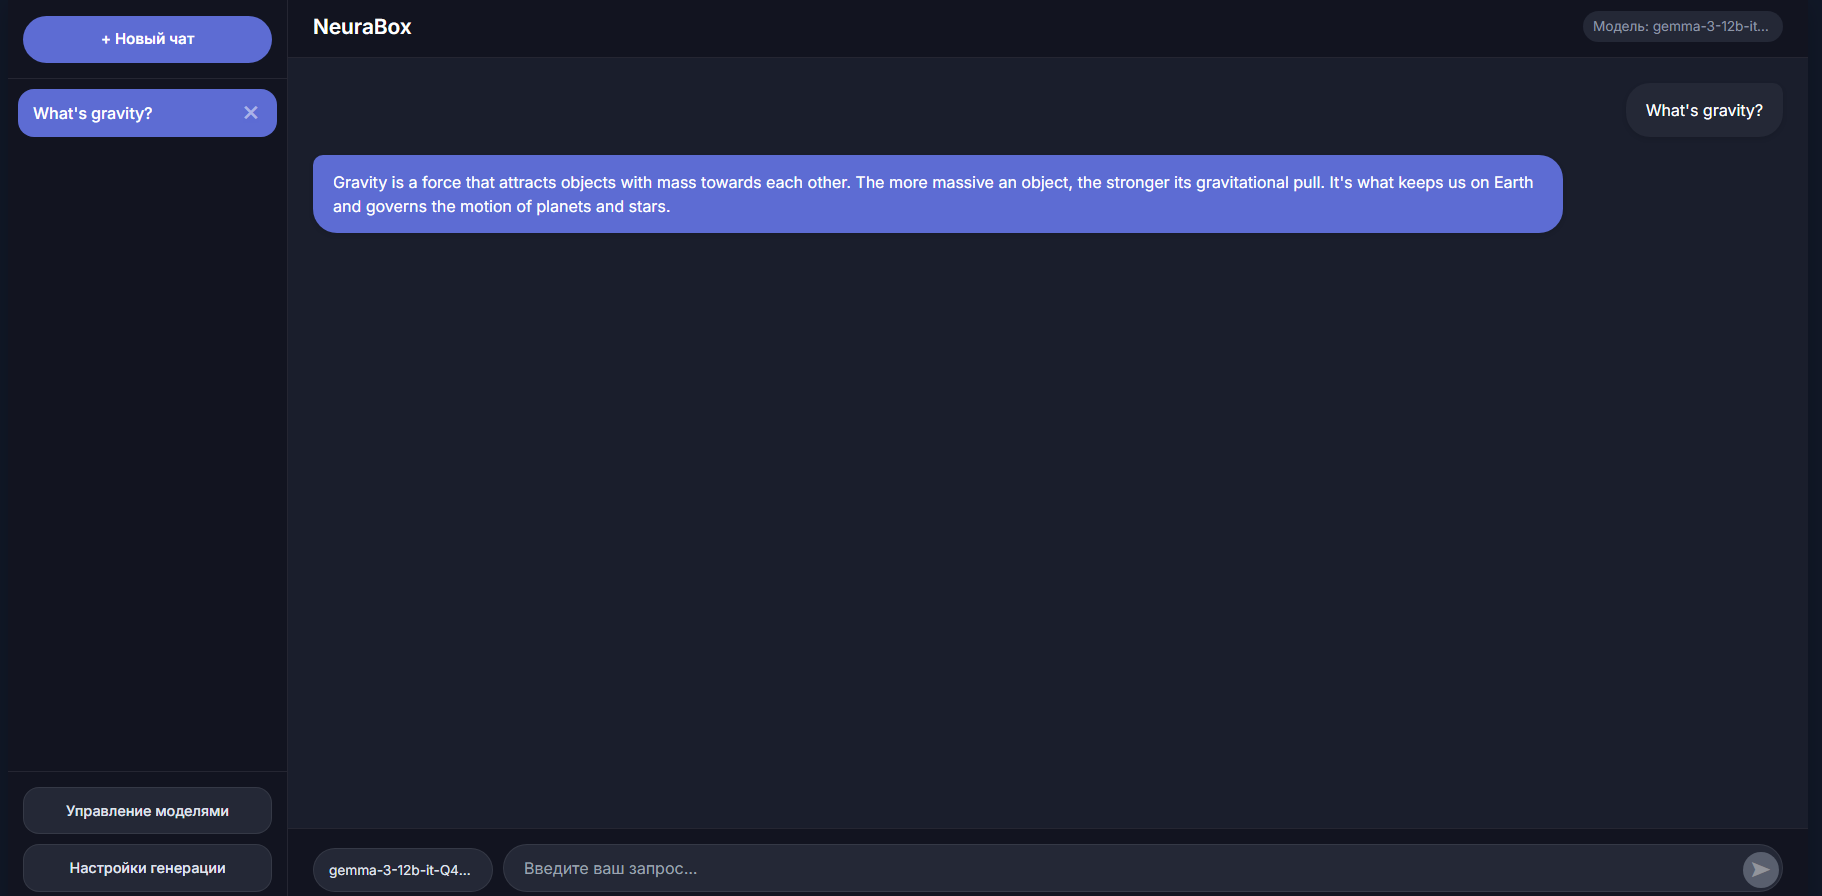 + Новый чат
What's gravity?
Управление моделями
Настройки генерации
NeuraBox
Модель: gemma-3-12b-it...
What's gravity?
Gravity is a force that attracts objects with mass towards each other. The more massive an object, the stronger its gravitational pull. It's what keeps us on Earth
and governs the motion of planets and stars.
gemma-3-12b-it-Q4...
Введите ваш запрос...